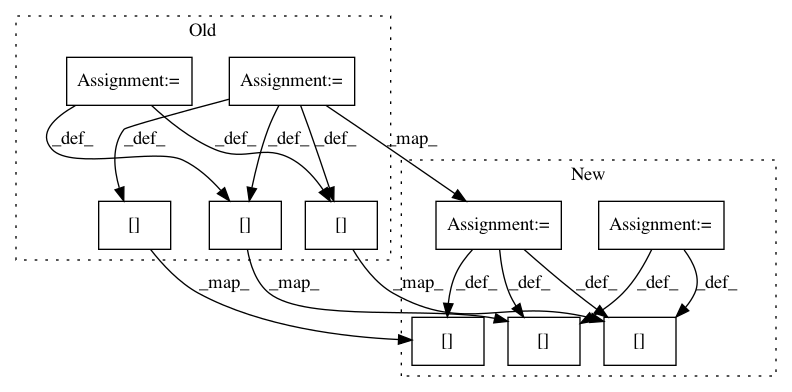 Old
Assignment:= Assignment:=
_def_ _def_ _def_ _def_ _def_ _map_
New
[] [] [] Assignment:= Assignment:=
_map_ _map_ _map_ _def_ _def_ _def_ _def_ _def_
[] [] []